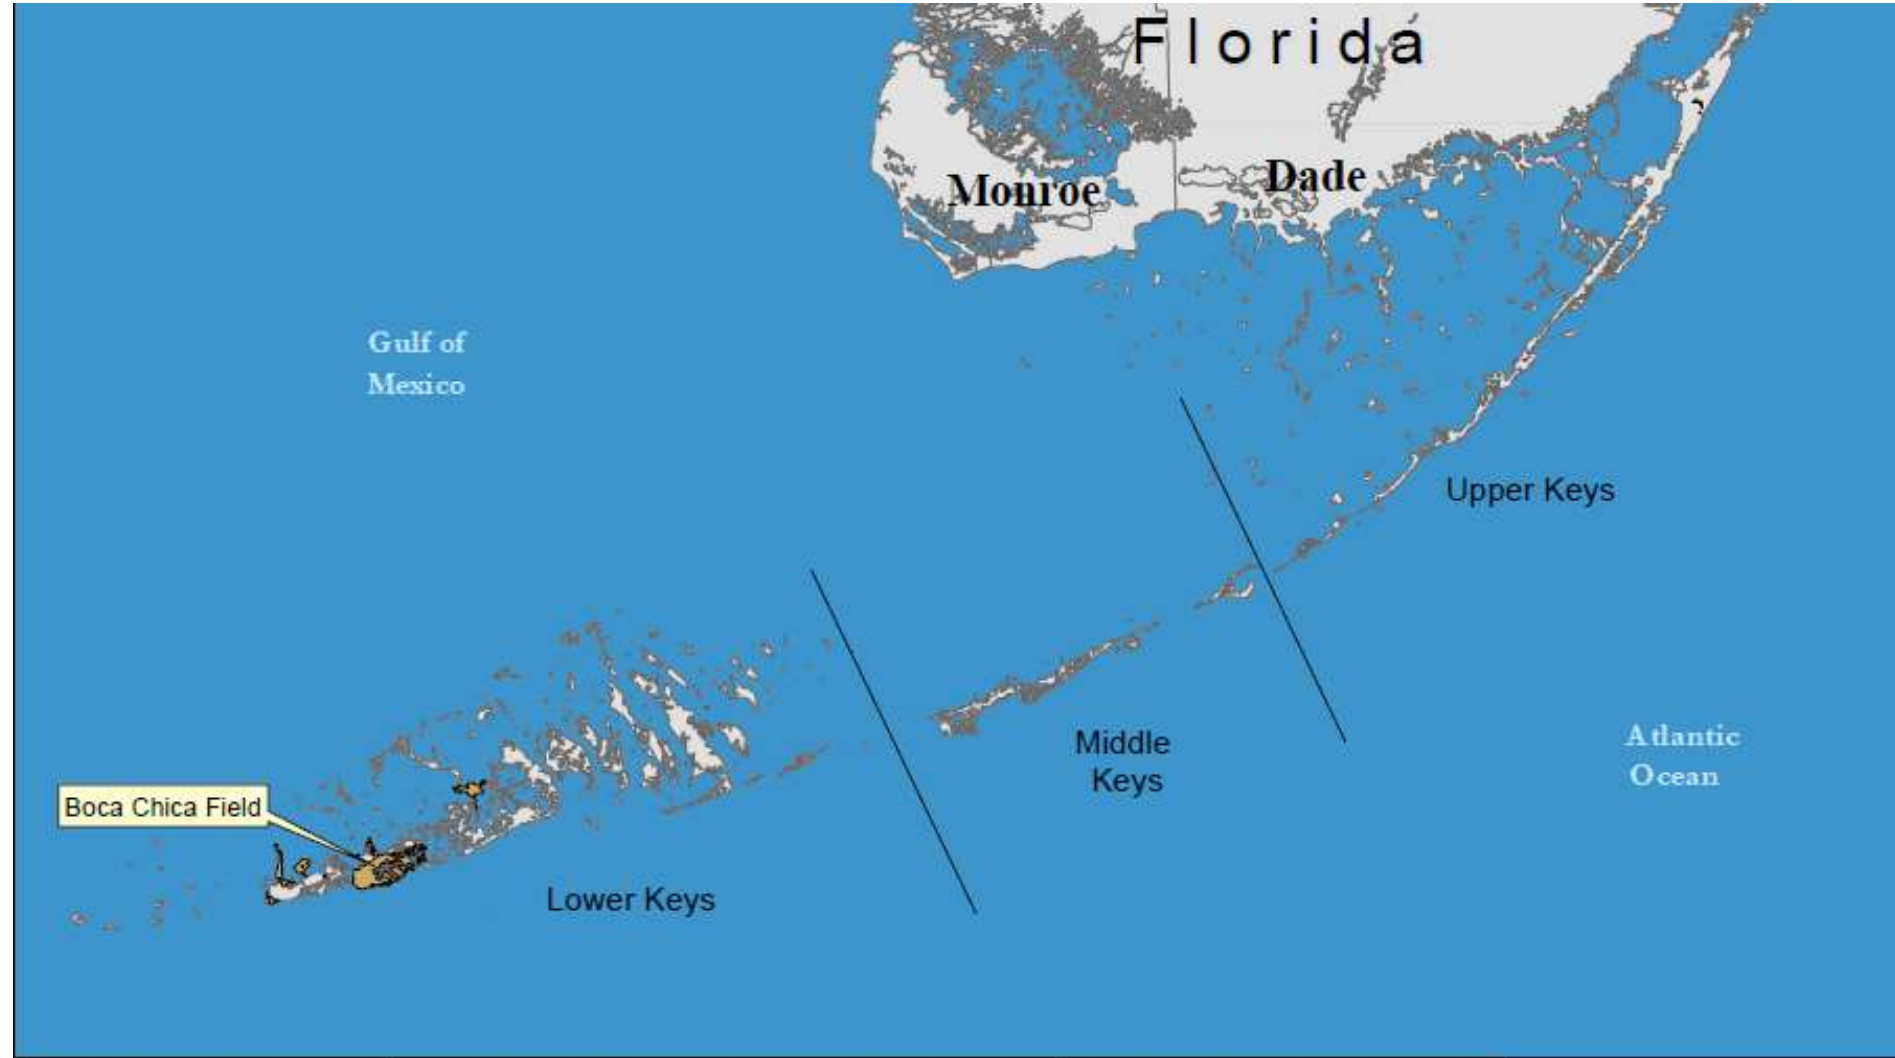 Florida
Monroe
Dade
Gulf of
Mexico
Upper Keys
Middle
Keys
Atlantic
Ocean
Boca Chica Field
Lower Keys